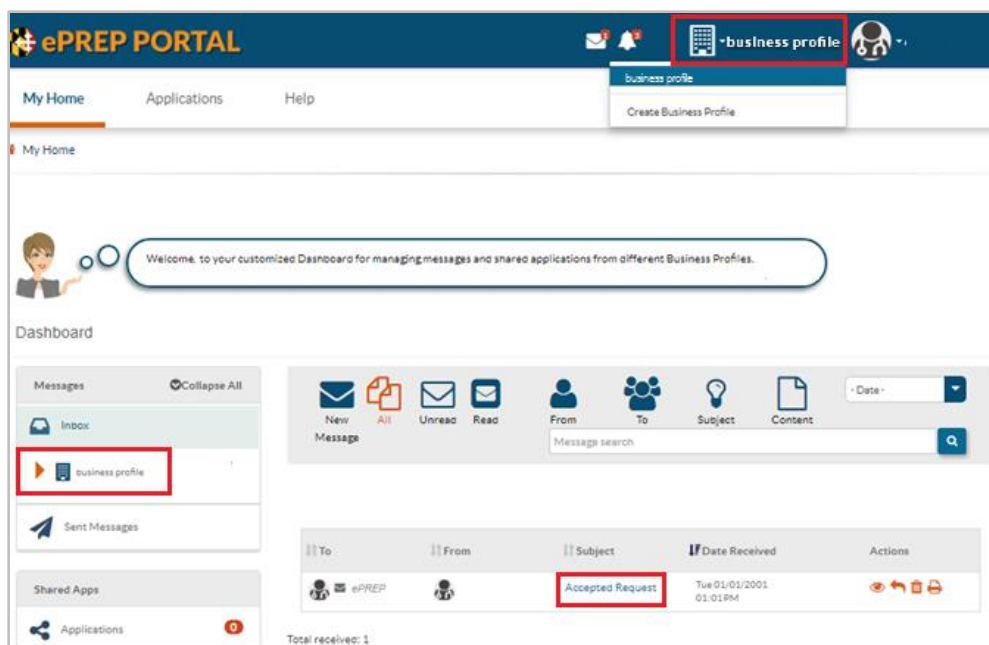 ePREP PORTAL
1
3
business profile
business profile
Create Business Profile
My Home
Applications
Help
My Home
Welcome, to your customized Dashboard for managing messages and shared applications from different Business Profiles.
Dashboard
Messages
Collapse All
Inbox
business profile
Sent Messages
Shared Apps
Applications
0
New Message
All
Unread
Read
From
To
Subject
Content
- Date -
Message search
To
From
Subject
Date Received
Actions
ePREP
Accepted Request
Tue 01/01/2001
01:01PM
Total received: 1